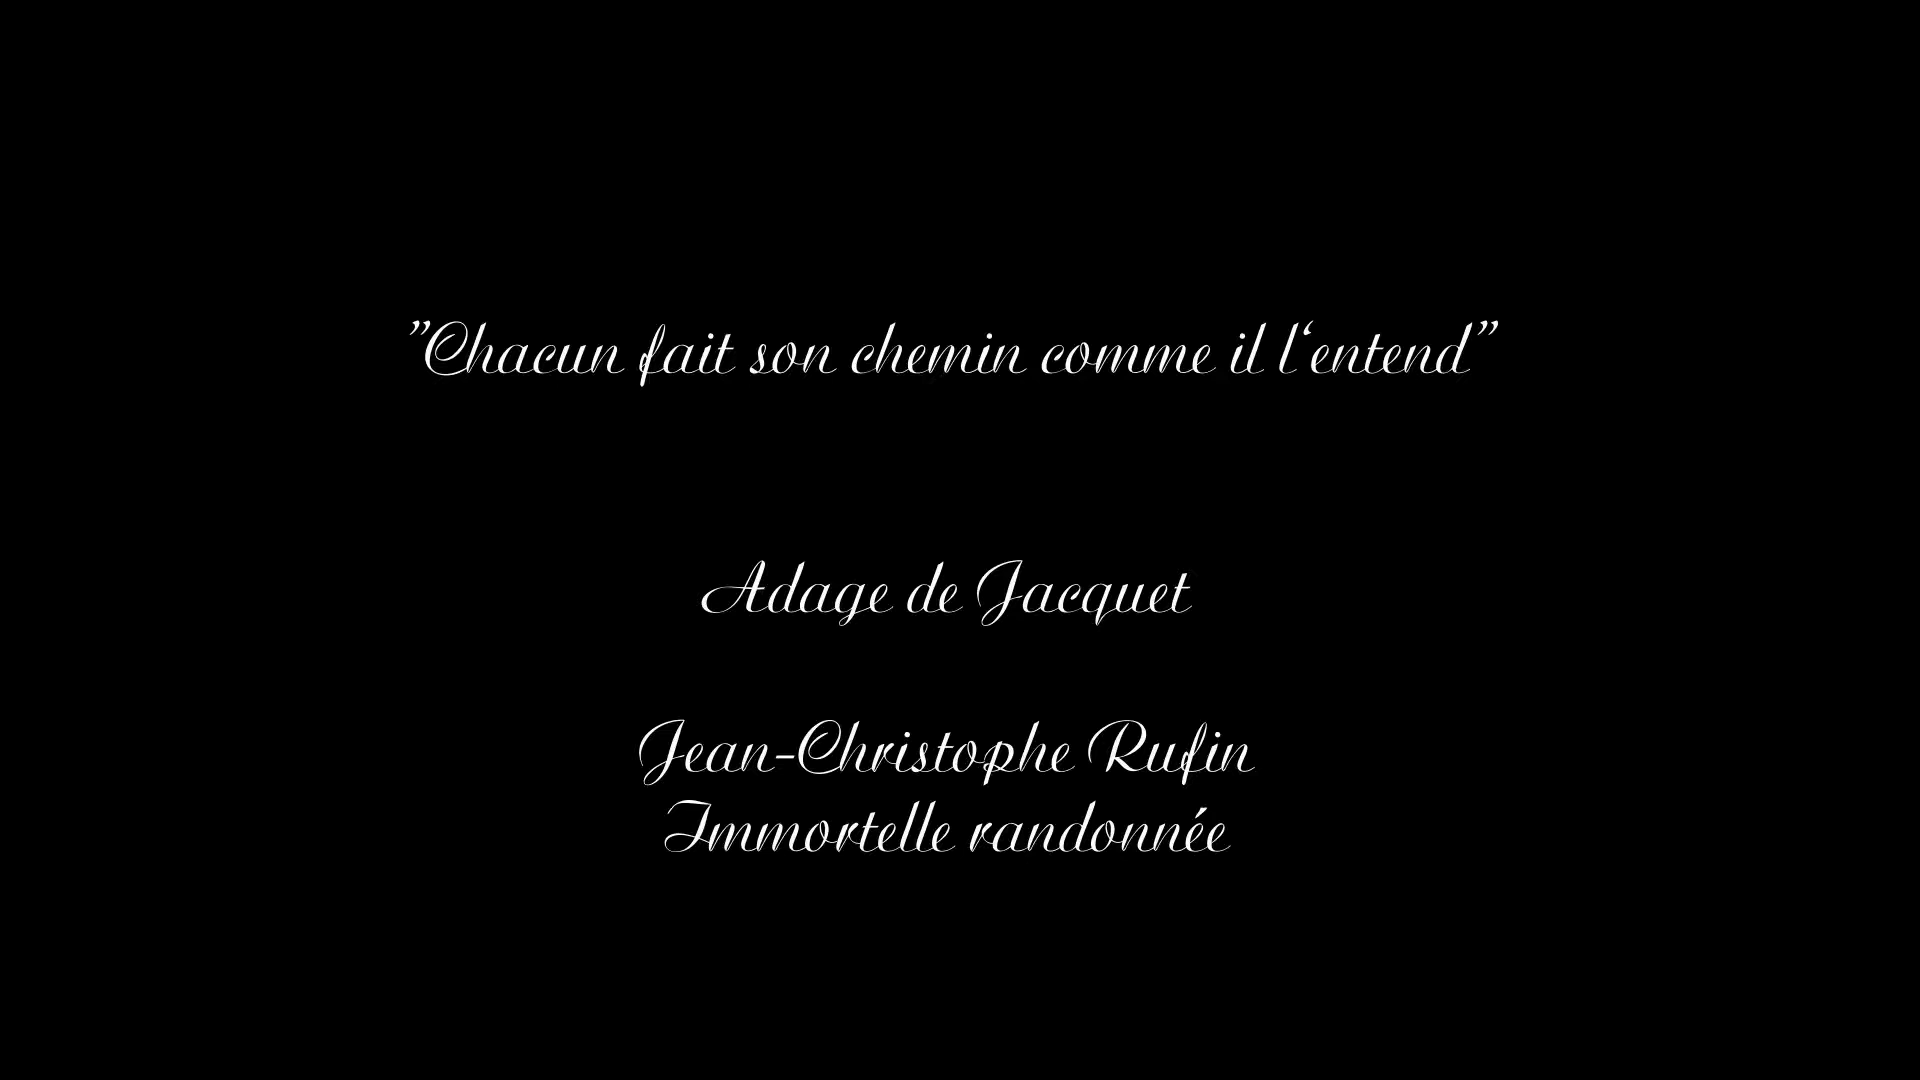 ”Chacun fait son chemin comme il l‘entend”
Adage de Jacquet
Jean-Christophe Rufin
Immortelle randonnée